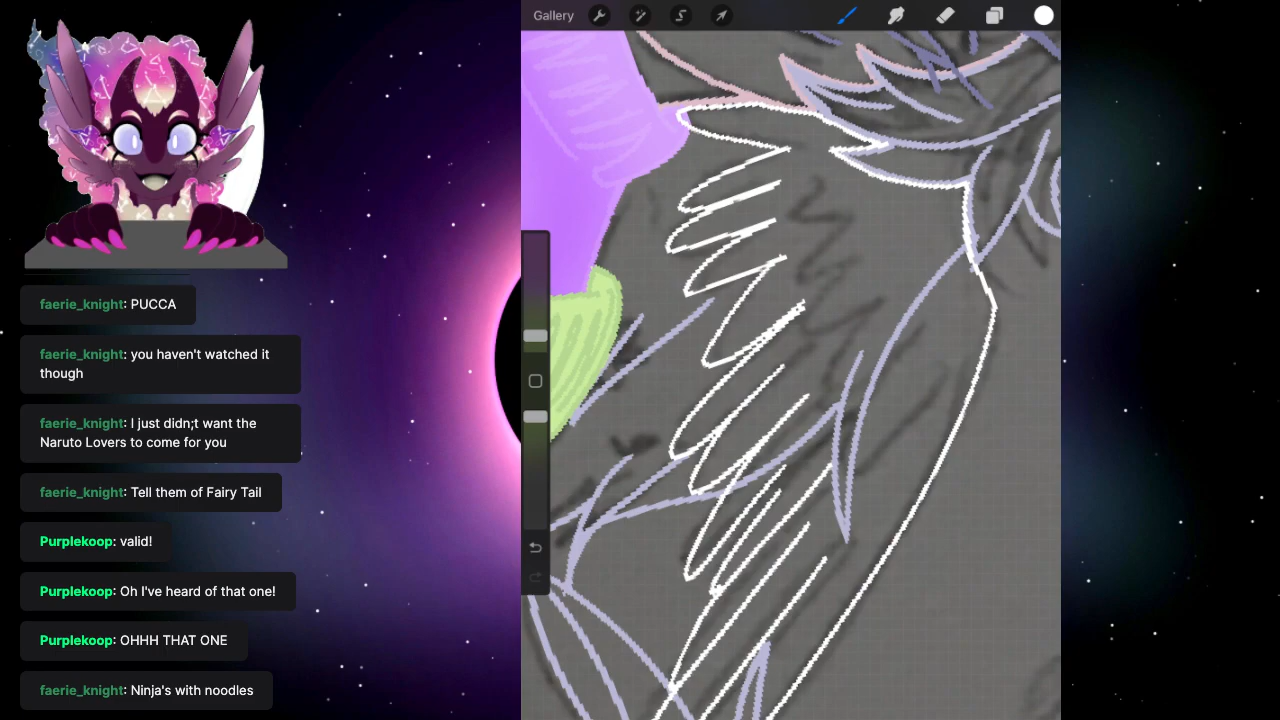 Gallery
faerie_knight: PUCCA
faerie_knight: you haven't watched it
though
faerie_knight: I just didn;t want the
Naruto Lovers to come for you
faerie_knight: Tell them of Fairy Tail
Purplekoop: valid!
Purplekoop: Oh I've heard of that one!
Purplekoop: OHHH THAT ONE
faerie_knight: Ninja's with noodles